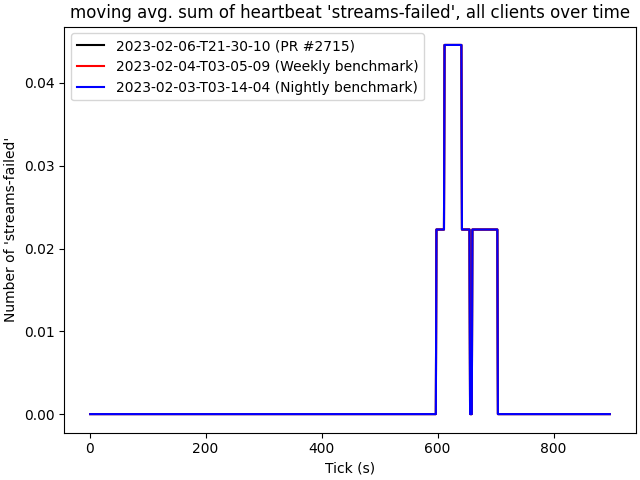 moving avg. sum of heartbeat 'streams-failed', all clients over time
2023-02-06-T21-30-10 (PR #2715)
2023-02-04-T03-05-09 (Weekly benchmark)
2023-02-03-T03-14-04 (Nightly benchmark)
Number of 'streams-failed'
0.04
0.03
0.02
0.01
0.00
0 200 400 600 800
Tick (s)